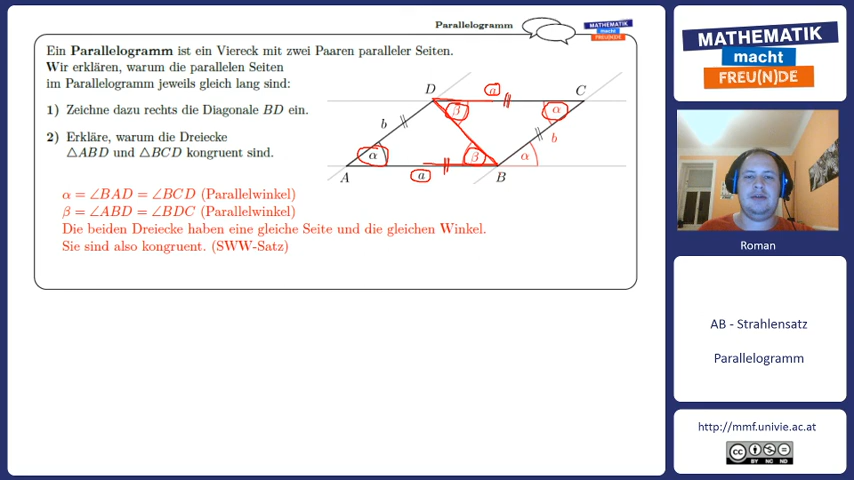 Parallelogramm
MATHEMATIK
macht
FREU(N)DE
Ein Parallelogramm ist ein Viereck mit zwei Paaren paralleler Seiten.
Wir erklären, warum die parallelen Seiten
im Parallelogramm jeweils gleich lang sind:
1) Zeichne dazu rechts die Diagonale BD ein.
2) Erkläre, warum die Dreiecke
△ABD und △BCD kongruent sind.
D
a
C
β
α
b
b
α
β
α
A
a
B
α = ∠BAD = ∠BCD (Parallelwinkel)
β = ∠ABD = ∠BDC (Parallelwinkel)
Die beiden Dreiecke haben eine gleiche Seite und die gleichen Winkel.
Sie sind also kongruent. (SWW-Satz)
MATHEMATIK
macht
FREU(N)DE
Roman
AB - Strahlensatz
Parallelogramm
http://mmf.univie.ac.at
CC
BY NC ND